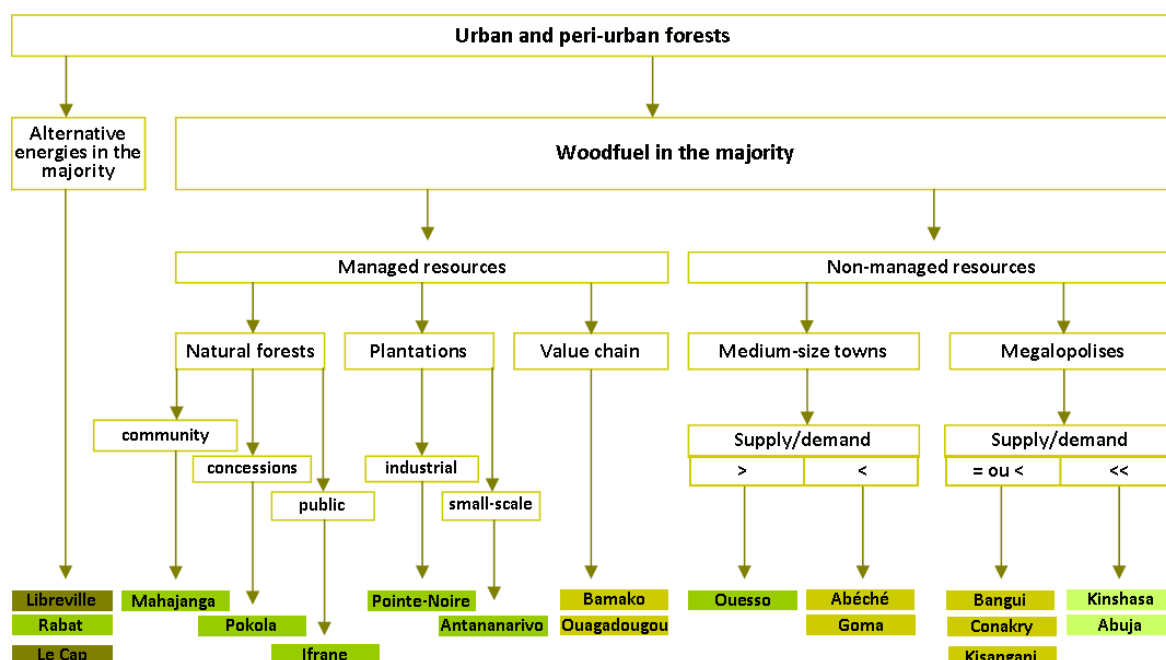 Urban and peri-urban forests
Alternative
energies in the
majority
Woodfuel in the majority
Managed resources
Non-managed resources
Natural forests
Plantations
Value chain
Medium-size towns
Megalopolises
community
concessions
public
industrial
small-scale
Supply/demand
> <
Supply/demand
= ou < <<
Libreville
Rabat
Le Cap
Mahajanga
Pokola
Ifrane
Pointe-Noire
Antananarivo
Bamako
Ouagadougou
Ouesso
Abéché
Goma
Bangui
Conakry
Kisangani
Kinshasa
Abuja